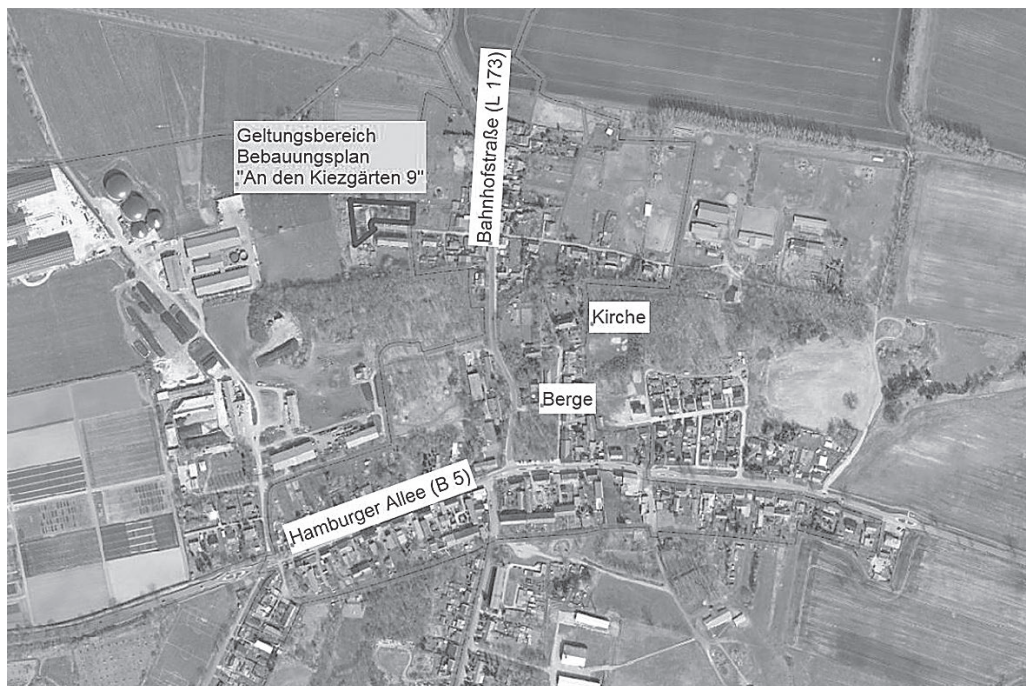 Geltungsbereich
Bebauungsplan
"An den Kiezgärten 9"
Bahnhofstraße (L 173)
Kirche
Berge
Hamburger Allee (B 5)